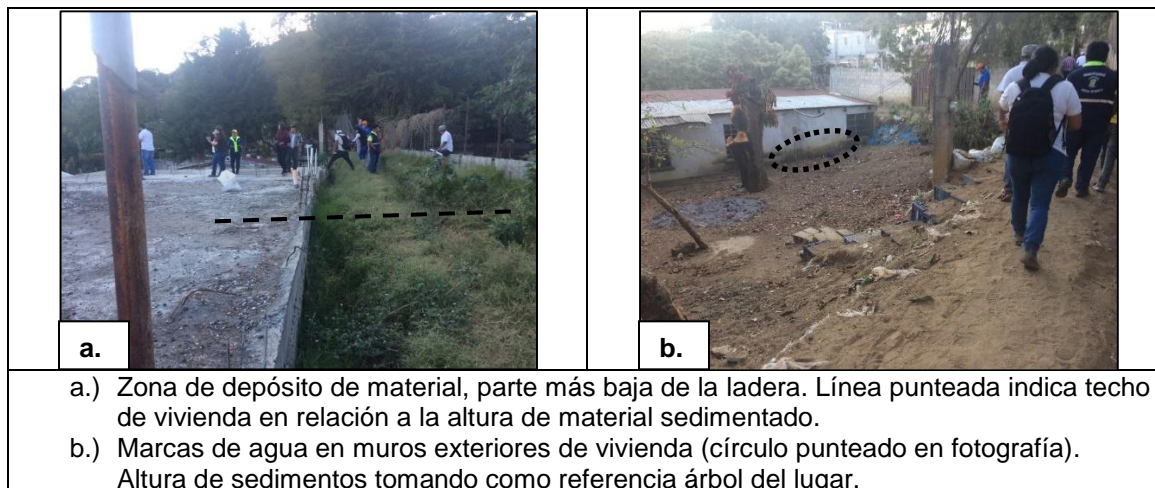 a.
b.
a.) Zona de depósito de material, parte más baja de la ladera. Línea punteada indica techo
de vivienda en relación a la altura de material sedimentado.
b.) Marcas de agua en muros exteriores de vivienda (círculo punteado en fotografía).
Altura de sedimentos tomando como referencia árbol del lugar.